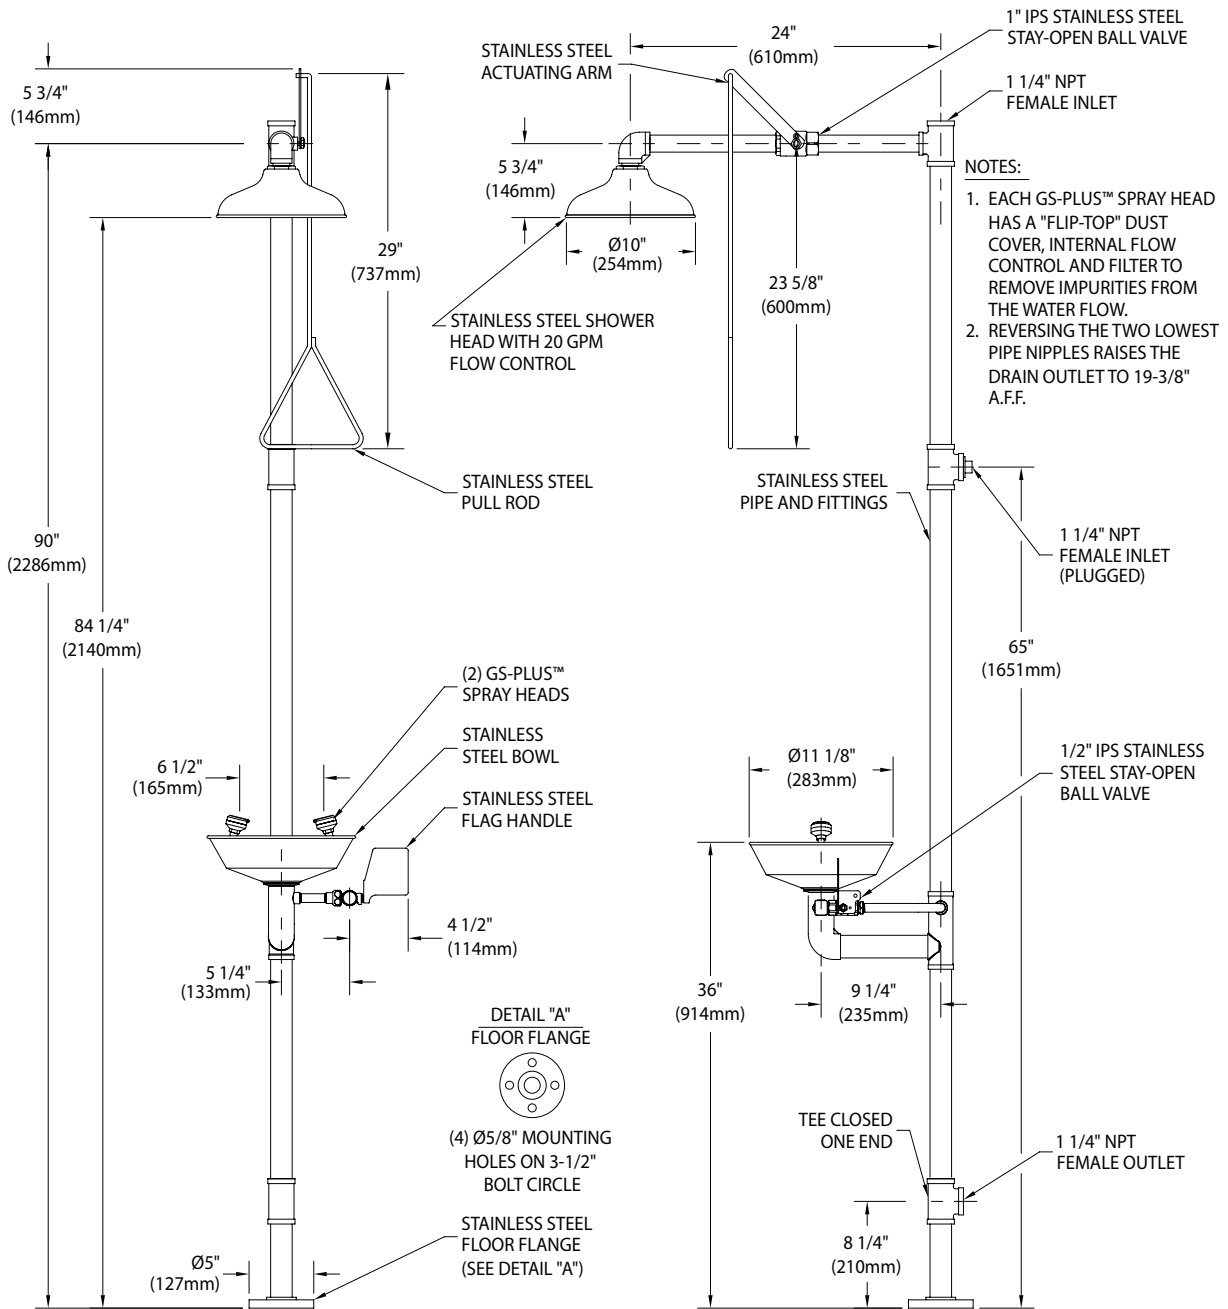 5 3/4"
(146mm)
90"
(2286mm)
84 1/4"
(2140mm)
29"
(737mm)
STAINLESS STEEL
PULL ROD
(2) GS-PLUS™
SPRAY HEADS
STAINLESS
STEEL BOWL
STAINLESS STEEL
FLAG HANDLE
6 1/2"
(165mm)
4 1/2"
(114mm)
5 1/4"
(133mm)
DETAIL "A"
FLOOR FLANGE
(4) Ø5/8" MOUNTING
HOLES ON 3-1/2"
BOLT CIRCLE
STAINLESS STEEL
FLOOR FLANGE
(SEE DETAIL "A")
Ø5"
(127mm)
STAINLESS STEEL
ACTUATING ARM
24"
(610mm)
1" IPS STAINLESS STEEL
STAY-OPEN BALL VALVE
1 1/4" NPT
FEMALE INLET
5 3/4"
(146mm)
Ø10"
(254mm)
23 5/8"
(600mm)
STAINLESS STEEL SHOWER
HEAD WITH 20 GPM
FLOW CONTROL
NOTES:
1. EACH GS-PLUS™ SPRAY HEAD
HAS A "FLIP-TOP" DUST
COVER, INTERNAL FLOW
CONTROL AND FILTER TO
REMOVE IMPURITIES FROM
THE WATER FLOW.
2. REVERSING THE TWO LOWEST
PIPE NIPPLES RAISES THE
DRAIN OUTLET TO 19-3/8"
A.F.F.
STAINLESS STEEL
PIPE AND FITTINGS
1 1/4" NPT
FEMALE INLET
(PLUGGED)
65"
(1651mm)
Ø11 1/8"
(283mm)
1/2" IPS STAINLESS
STEEL STAY-OPEN
BALL VALVE
36"
(914mm)
9 1/4"
(235mm)
TEE CLOSED
ONE END
1 1/4" NPT
FEMALE OUTLET
8 1/4"
(210mm)